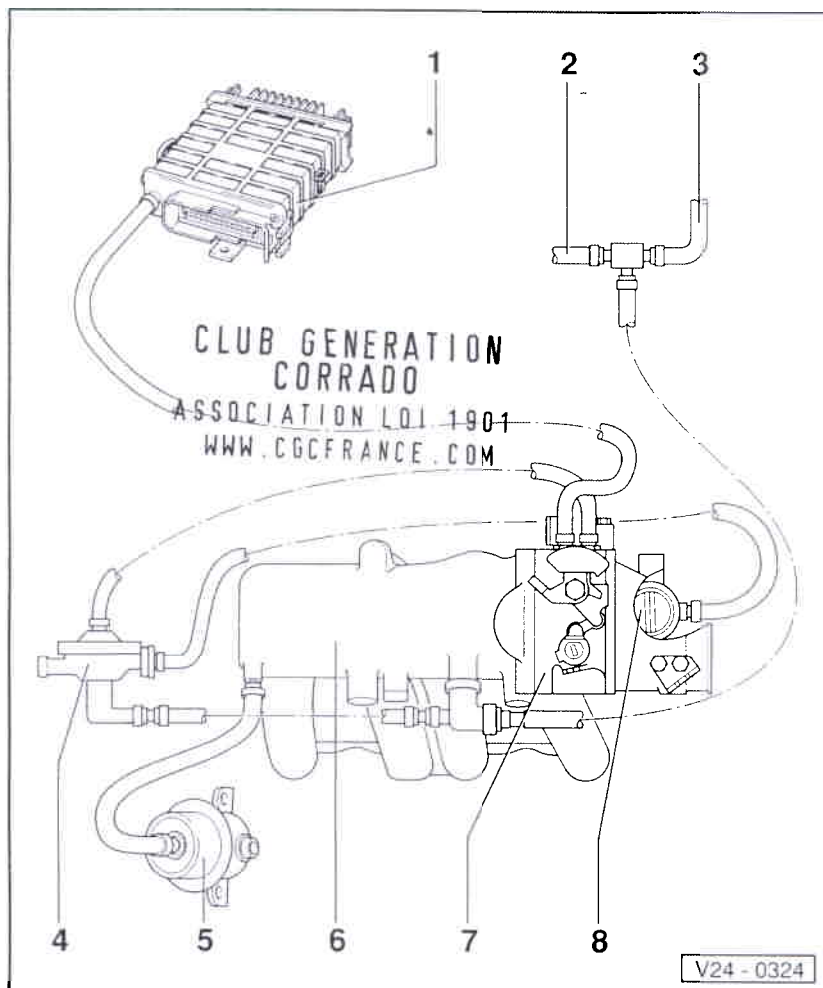 1
2
3
CLUB GENERATION
CORRADO
ASSOCIATION LOI 1901
WWW.CGCFRANCE.COM
4
5
6
7
8
V24 - 0324